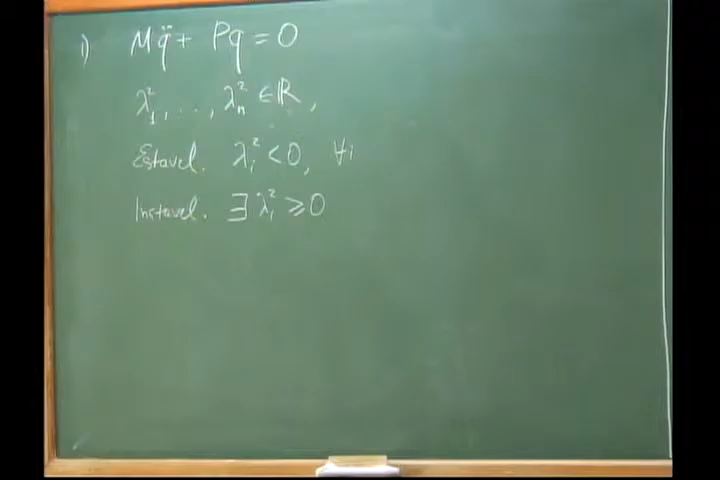 1) Mq̈ + Pq = 0
λ₁², ..., λₙ² ∈ ℝ,
Estavel. λᵢ² < 0, ∀i
Instavel. ∃ λᵢ² ⩾ 0